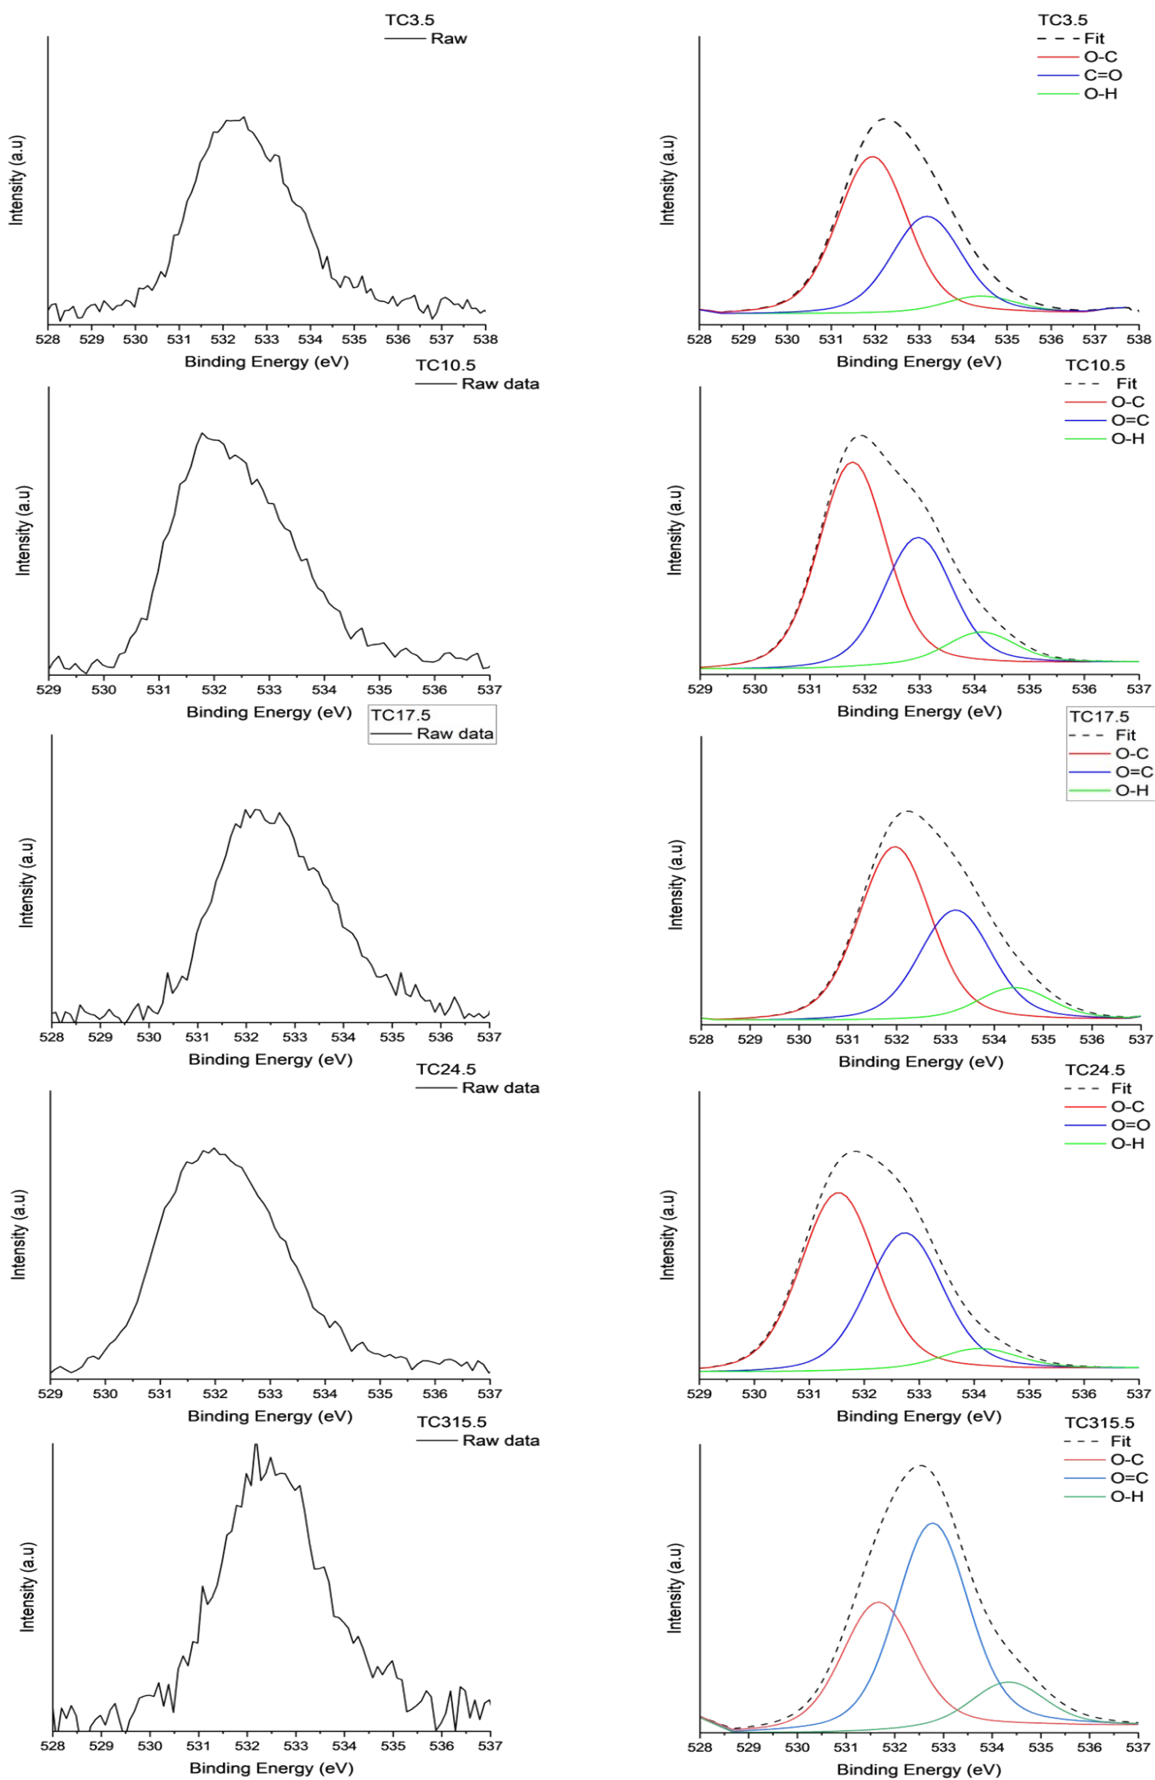 TC3.5
Raw
Intensity (a.u)
528 529 530 531 532 533 534 535 536 537 538
Binding Energy (eV)
TC3.5
Fit
O-C
C=O
O-H
Intensity (a.u)
528 529 530 531 532 533 534 535 536 537 538
Binding Energy (eV)
TC10.5
Raw data
Intensity (a.u)
529 530 531 532 533 534 535 536 537
Binding Energy (eV)
TC10.5
Fit
O-C
O=C
O-H
Intensity (a.u)
529 530 531 532 533 534 535 536 537
Binding Energy (eV)
TC17.5
Raw data
Intensity (a.u)
528 529 530 531 532 533 534 535 536 537
Binding Energy (eV)
TC17.5
Fit
O-C
O=C
O-H
Intensity (a.u)
528 529 530 531 532 533 534 535 536 537
Binding Energy (eV)
TC24.5
Raw data
Intensity (a.u)
529 530 531 532 533 534 535 536 537
Binding Energy (eV)
TC24.5
Fit
O-C
O=O
O-H
Intensity (a.u)
529 530 531 532 533 534 535 536 537
Binding Energy (eV)
TC315.5
Raw data
Intensity (a.u)
528 529 530 531 532 533 534 535 536 537
Binding Energy (eV)
TC315.5
Fit
O-C
O=C
O-H
Intensity (a.u)
528 529 530 531 532 533 534 535 536 537
Binding Energy (eV)